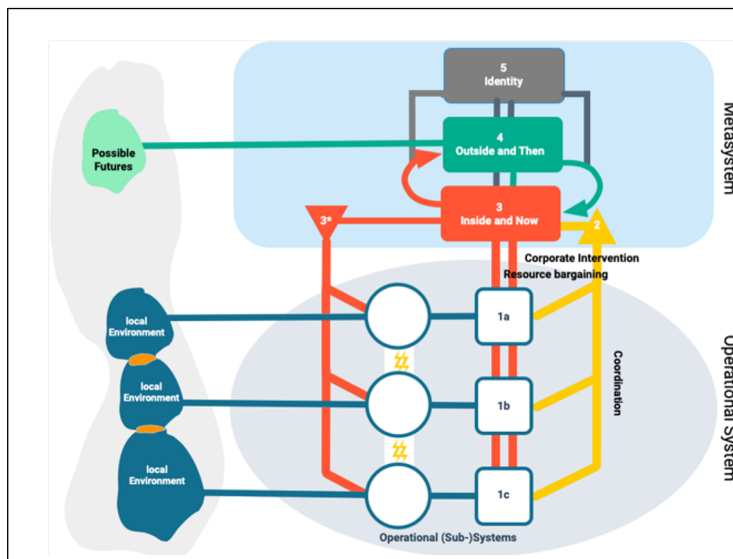 5
Identity
Metasystem
4
Outside and Then
Possible
Futures
3
Inside and Now
3*
2
Corporate Intervention
Resource bargaining
local
Environment
1a
Operational System
Coordination
local
Environment
1b
local
Environment
1c
Operational (Sub-)Systems